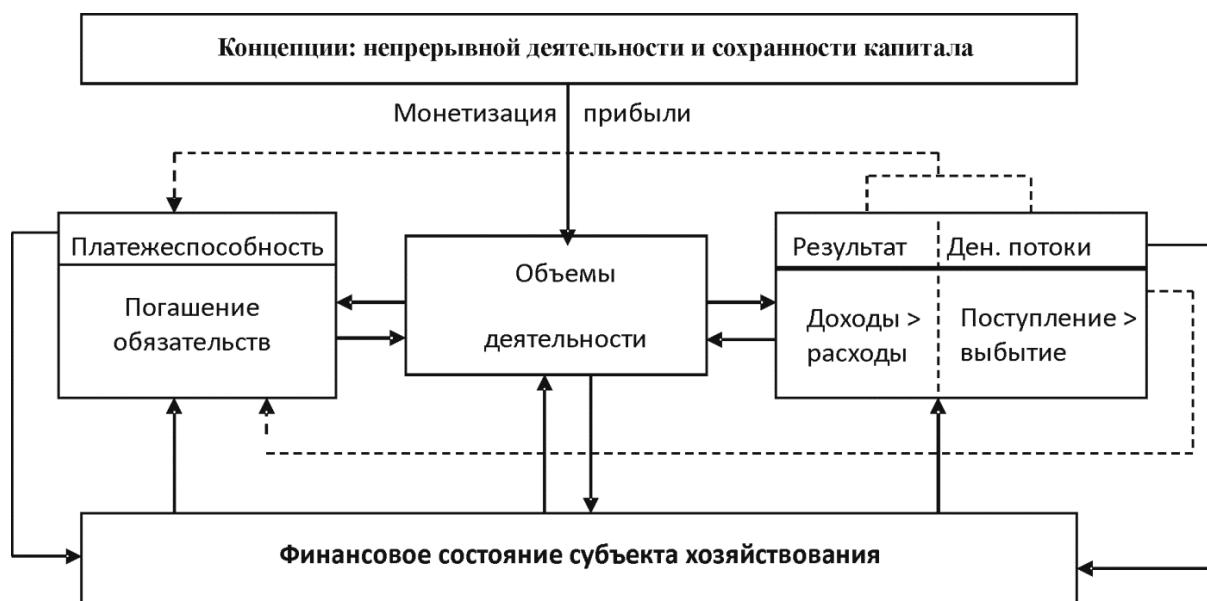 Концепции: непрерывной деятельности и сохранности капитала
Монетизация прибыли
Платежеспособность
Погашение
обязательств
Объемы
деятельности
Результат
Ден. потоки
Доходы >
расходы
Поступление >
выбытие
Финансовое состояние субъекта хозяйствования